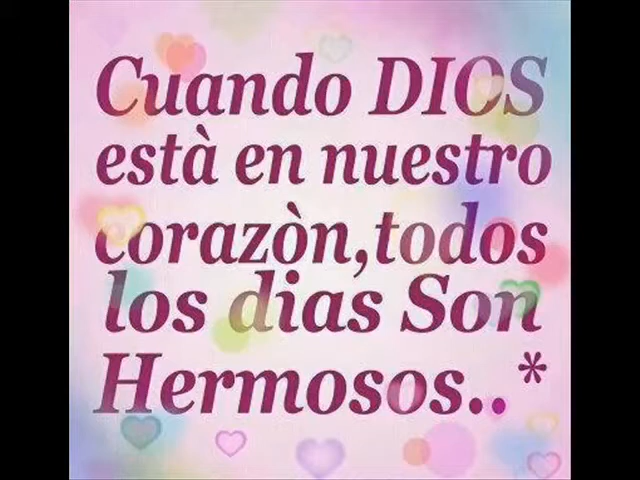 Cuando DIOS
està en nuestro
corazòn,todos
los dias Son
Hermosos..*